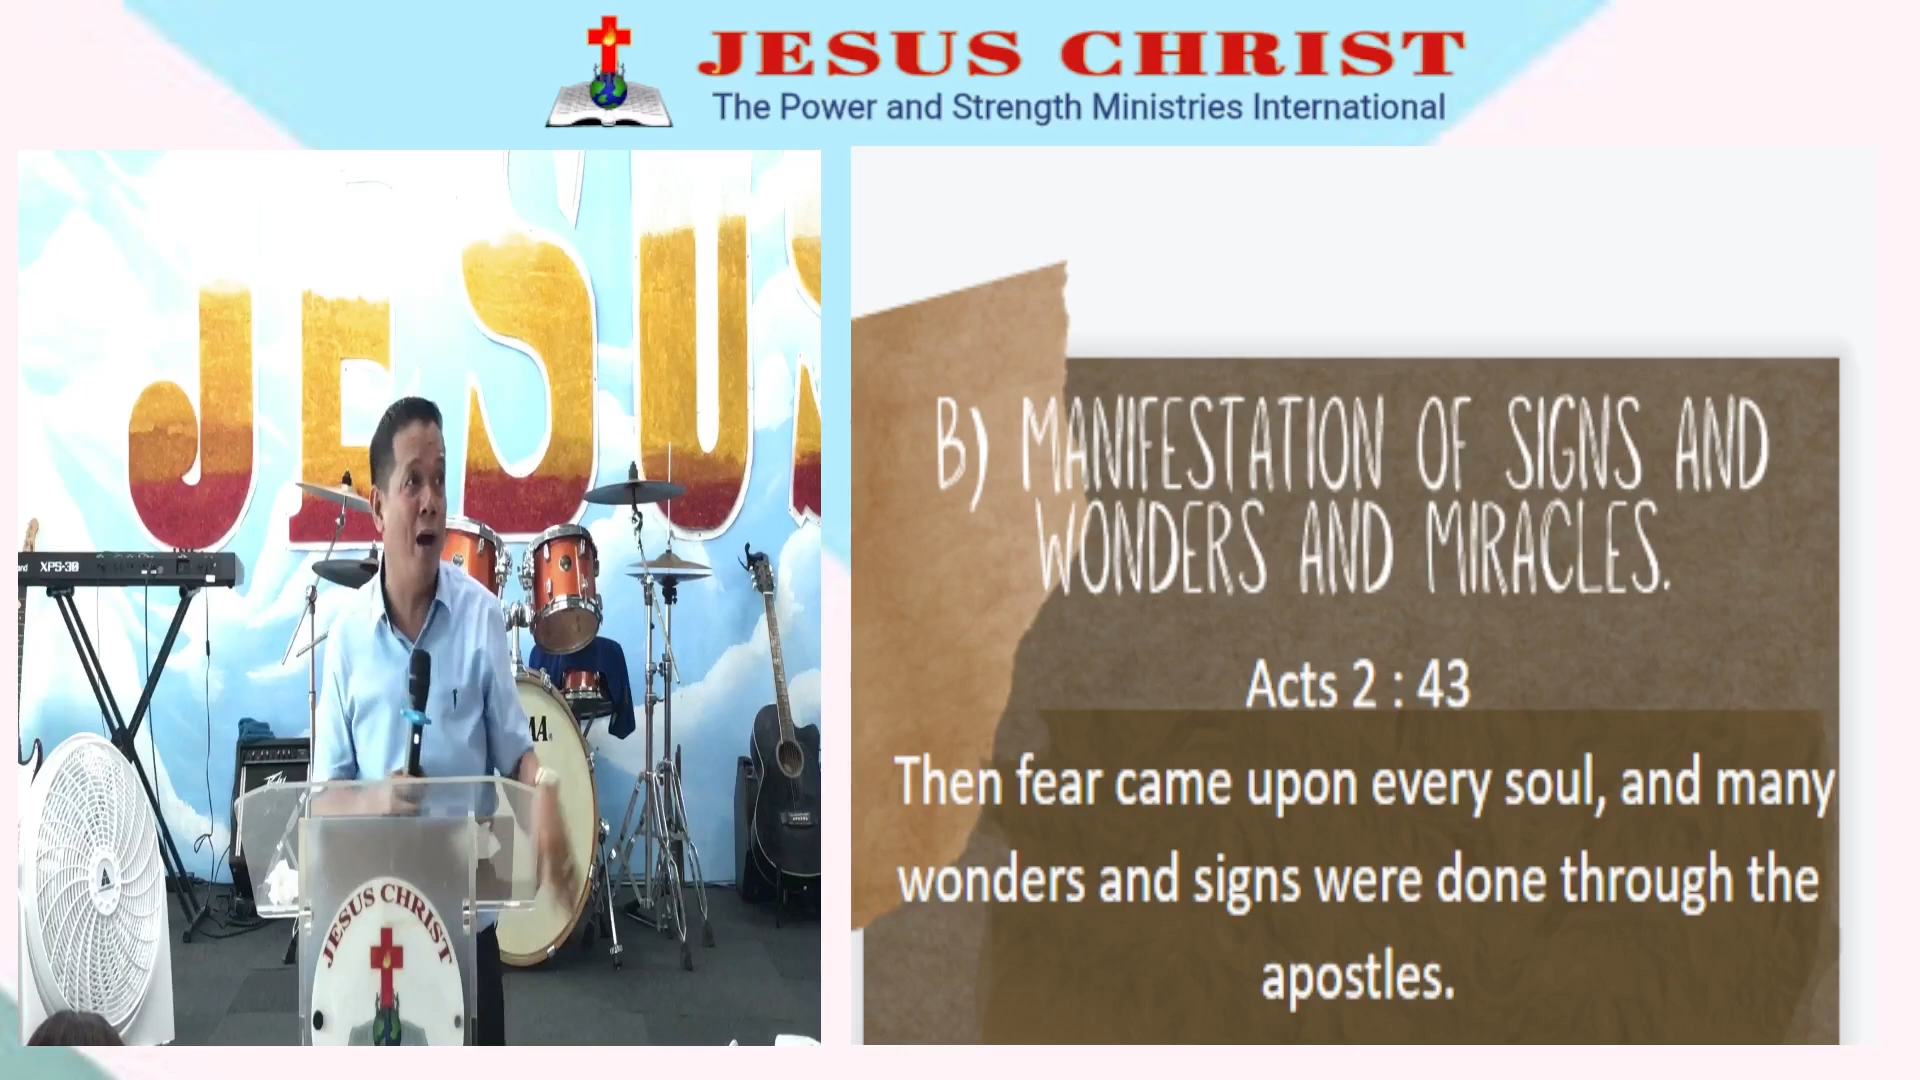 JESUS CHRIST
The Power and Strength Ministries International
JESUS
XPS-30
MA
JESUS CHRIST
B) MANIFESTATION OF SIGNS AND
WONDERS AND MIRACLES.
Acts 2 : 43
Then fear came upon every soul, and many
wonders and signs were done through the
apostles.